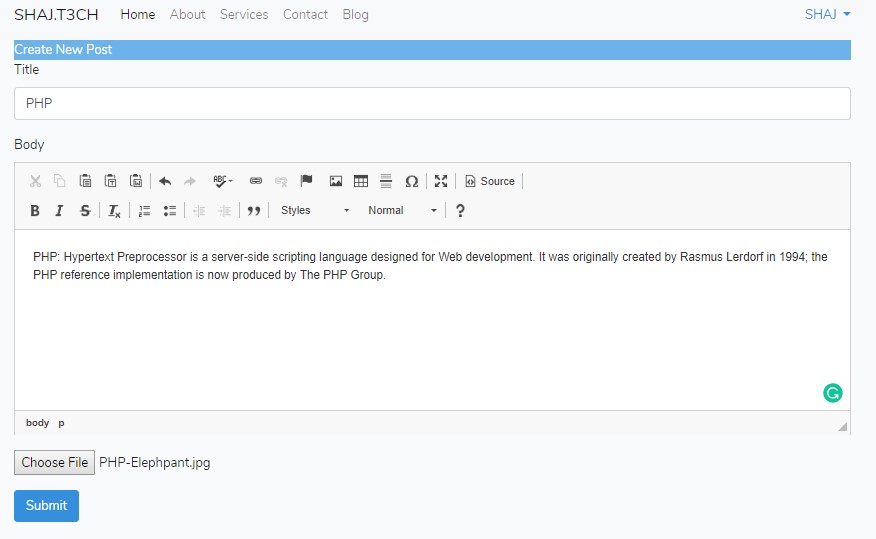 SHAJ.T3CH Home About Services Contact Blog SHAJ
Create New Post
Title
PHP
Body
ABC Ω Source
B I S Tx Styles Normal ?
PHP: Hypertext Preprocessor is a server-side scripting language designed for Web development. It was originally created by Rasmus Lerdorf in 1994; the
PHP reference implementation is now produced by The PHP Group.
body p
Choose File PHP-Elephpant.jpg
Submit